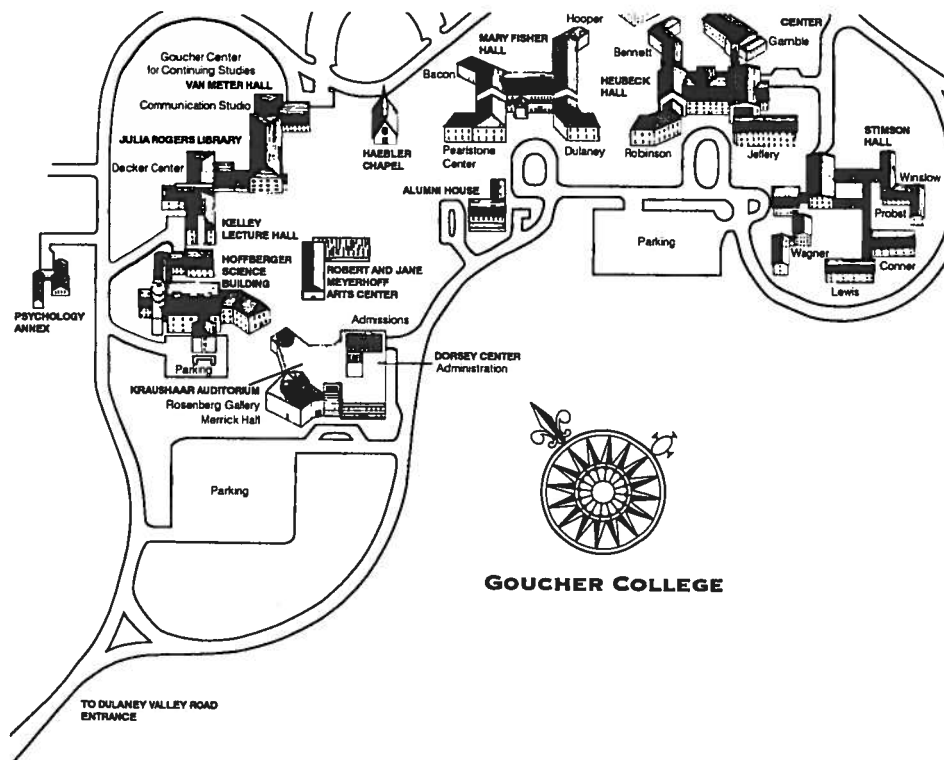 Hooper
CENTER
MARY FISHER
HALL
Bennett
Gamble
Goucher Center
for Continuing Studies
VAN METER HALL
Bacon
HEUBECK
HALL
Communication Studio
JULIA ROGERS LIBRARY
STIMSON
HALL
Decker Center
HAEBLER
CHAPEL
Pearlstone
Center
Dulaney
Robinson
Jeffery
Winslow
ALUMNI HOUSE
Probst
KELLEY
LECTURE HALL
Parking
Wagner
HOFFBERGER
SCIENCE
BUILDING
ROBERT AND JANE
MEYERHOFF
ARTS CENTER
Conner
Lewis
PSYCHOLOGY
ANNEX
Admissions
DORSEY CENTER
Administration
Parking
KRAUSHAAR AUDITORIUM
Rosenberg Gallery
Merrick Hall
Parking
GOUCHER COLLEGE
TO DULANEY VALLEY ROAD
ENTRANCE